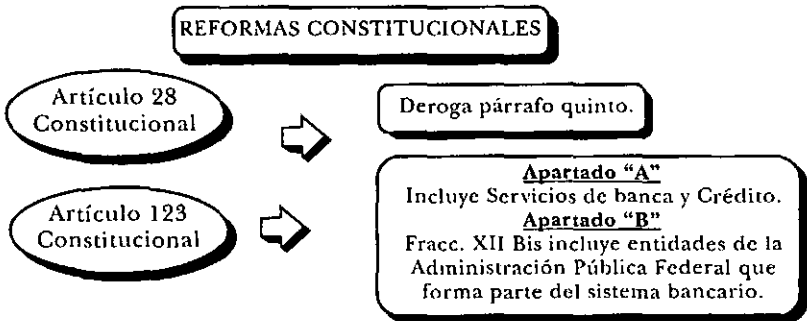 REFORMAS CONSTITUCIONALES
Artículo 28
Constitucional
Deroga párrafo quinto.
Artículo 123
Constitucional
Apartado “A”
Incluye Servicios de banca y Crédito.
Apartado “B”
Fracc. XII Bis incluye entidades de la
Administración Pública Federal que
forma parte del sistema bancario.